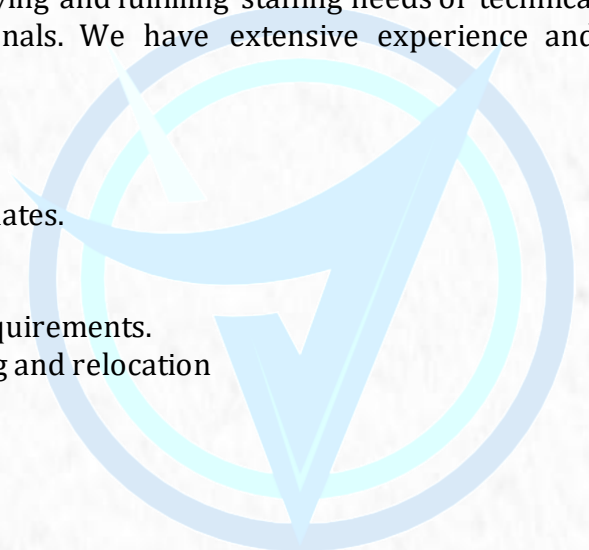 ying and fulfilling staffing needs of technica
nals. We have extensive experience and
ates.
quirements.
g and relocation